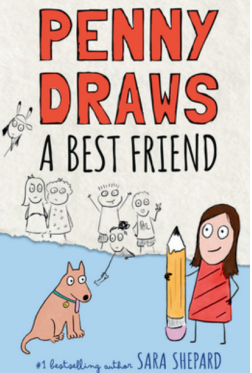 PENNY
DRAWS
A BEST FRIEND
#1 bestselling author SARA SHEPARD